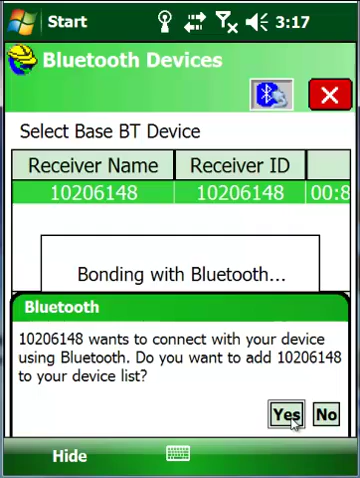 Start 3:17
Bluetooth Devices
Select Base BT Device
Receiver Name Receiver ID
10206148 10206148 00:8
Bonding with Bluetooth...
Bluetooth
10206148 wants to connect with your device
using Bluetooth. Do you want to add 10206148
to your device list?
Yes No
Hide